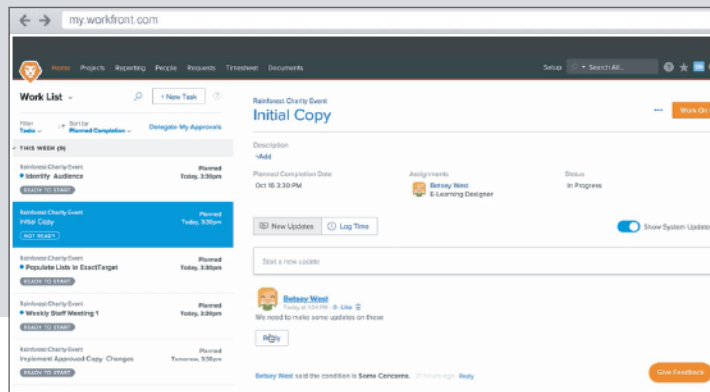 my.workfront.com
Home Projects Reporting People Requests Timesheet Documents
Setup Search All...
Work List
+ New Task
Filter
Tasks
Sort by
Planned Completion
Delegate My Approvals
THIS WEEK (9)
Rainforest Charity Event Planned
Identify Audience Today, 3:30pm
READY TO START
Rainforest Charity Event Planned
Initial Copy Today, 3:30pm
NOT READY
Rainforest Charity Event Planned
Populate Lists in ExactTarget Today, 3:30pm
READY TO START
Rainforest Charity Event Planned
Weekly Staff Meeting 1 Today, 3:30pm
READY TO START
Rainforest Charity Event Planned
Implement Approved Copy Changes Tomorrow, 3:30pm
READY TO START
Rainforest Charity Event
Initial Copy
Work On
Description
+Add
Planned Completion Date Assignments Status
Oct 16 3:30 PM Betsey West In Progress
E-Learning Designer
New Updates Log Time
Show System Updates
Start a new update
Betsey West
Today at 1:04 PM · 0 · Like
We need to make some updates on these
Reply
Betsey West said the condition is Some Concerns. Reply
Give Feedback